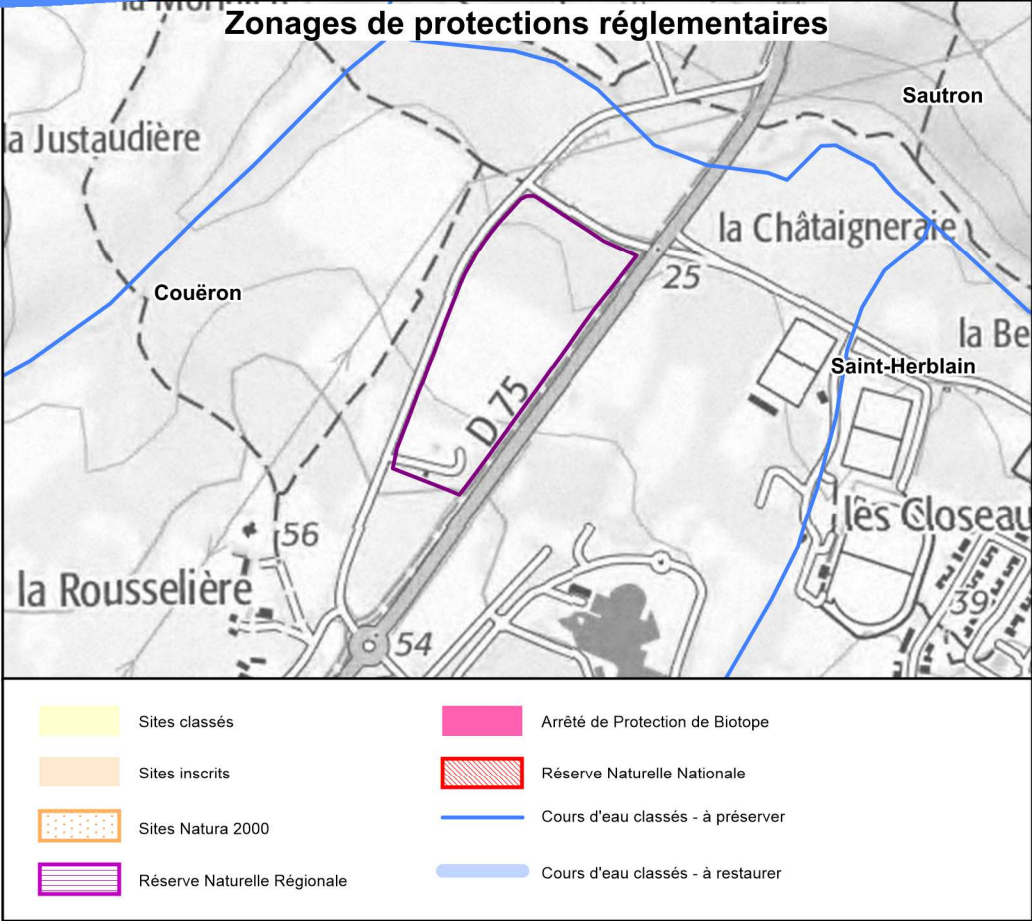 Zonages de protections réglementaires
Sautron
la Justaudière
la Châtaigneraie
25
Couëron
la Be
Saint-Herblain
D 75
les Closeau
56
la Rousselière
39
54
Sites classés
Sites inscrits
Sites Natura 2000
Réserve Naturelle Régionale
Arrêté de Protection de Biotope
Réserve Naturelle Nationale
Cours d'eau classés - à préserver
Cours d'eau classés - à restaurer